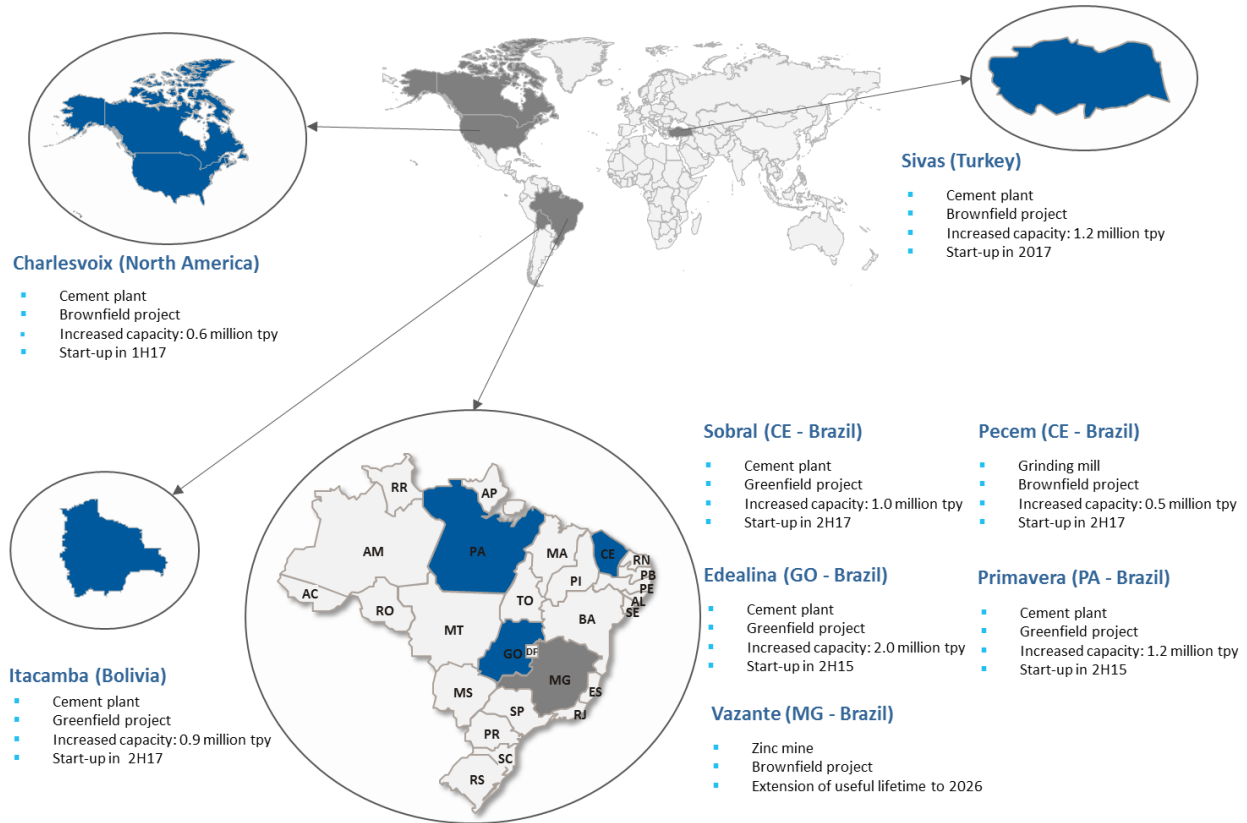 Sivas (Turkey)
Cement plant
Brownfield project
Increased capacity: 1.2 million tpy
Start-up in 2017
Charlesvoix (North America)
Cement plant
Brownfield project
Increased capacity: 0.6 million tpy
Start-up in 1H17
Itacamba (Bolivia)
Cement plant
Greenfield project
Increased capacity: 0.9 million tpy
Start-up in 2H17
RR
AP
AM
PA
MA
CE
RN
PB
PE
AL
SE
PI
AC
RO
TO
BA
MT
GO
DF
MG
ES
MS
SP
RJ
PR
SC
RS
Sobral (CE - Brazil)
Cement plant
Greenfield project
Increased capacity: 1.0 million tpy
Start-up in 2H17
Pecem (CE - Brazil)
Grinding mill
Brownfield project
Increased capacity: 0.5 million tpy
Start-up in 2H17
Edealina (GO - Brazil)
Cement plant
Greenfield project
Increased capacity: 2.0 million tpy
Start-up in 2H15
Primavera (PA - Brazil)
Cement plant
Greenfield project
Increased capacity: 1.2 million tpy
Start-up in 2H15
Vazante (MG - Brazil)
Zinc mine
Brownfield project
Extension of useful lifetime to 2026